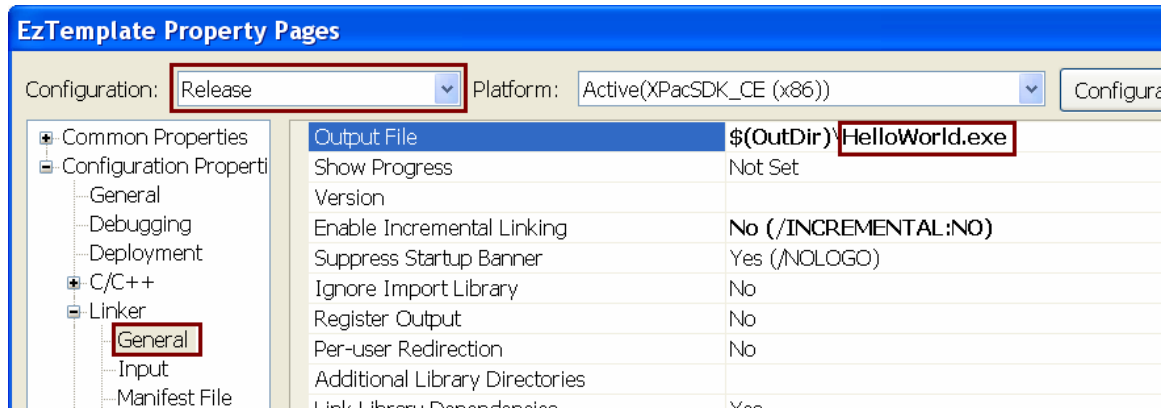 EzTemplate Property Pages
Configuration: Release Platform: Active(XPacSDK_CE (x86))
Common Properties
Configuration Properti
General
Debugging
Deployment
C/C++
Linker
General
Input
Manifest File
Output File $(OutDir)\HelloWorld.exe
Show Progress Not Set
Version
Enable Incremental Linking No (/INCREMENTAL:NO)
Suppress Startup Banner Yes (/NOLOGO)
Ignore Import Library No
Register Output No
Per-user Redirection No
Additional Library Directories
Link Library Dependencies Yes